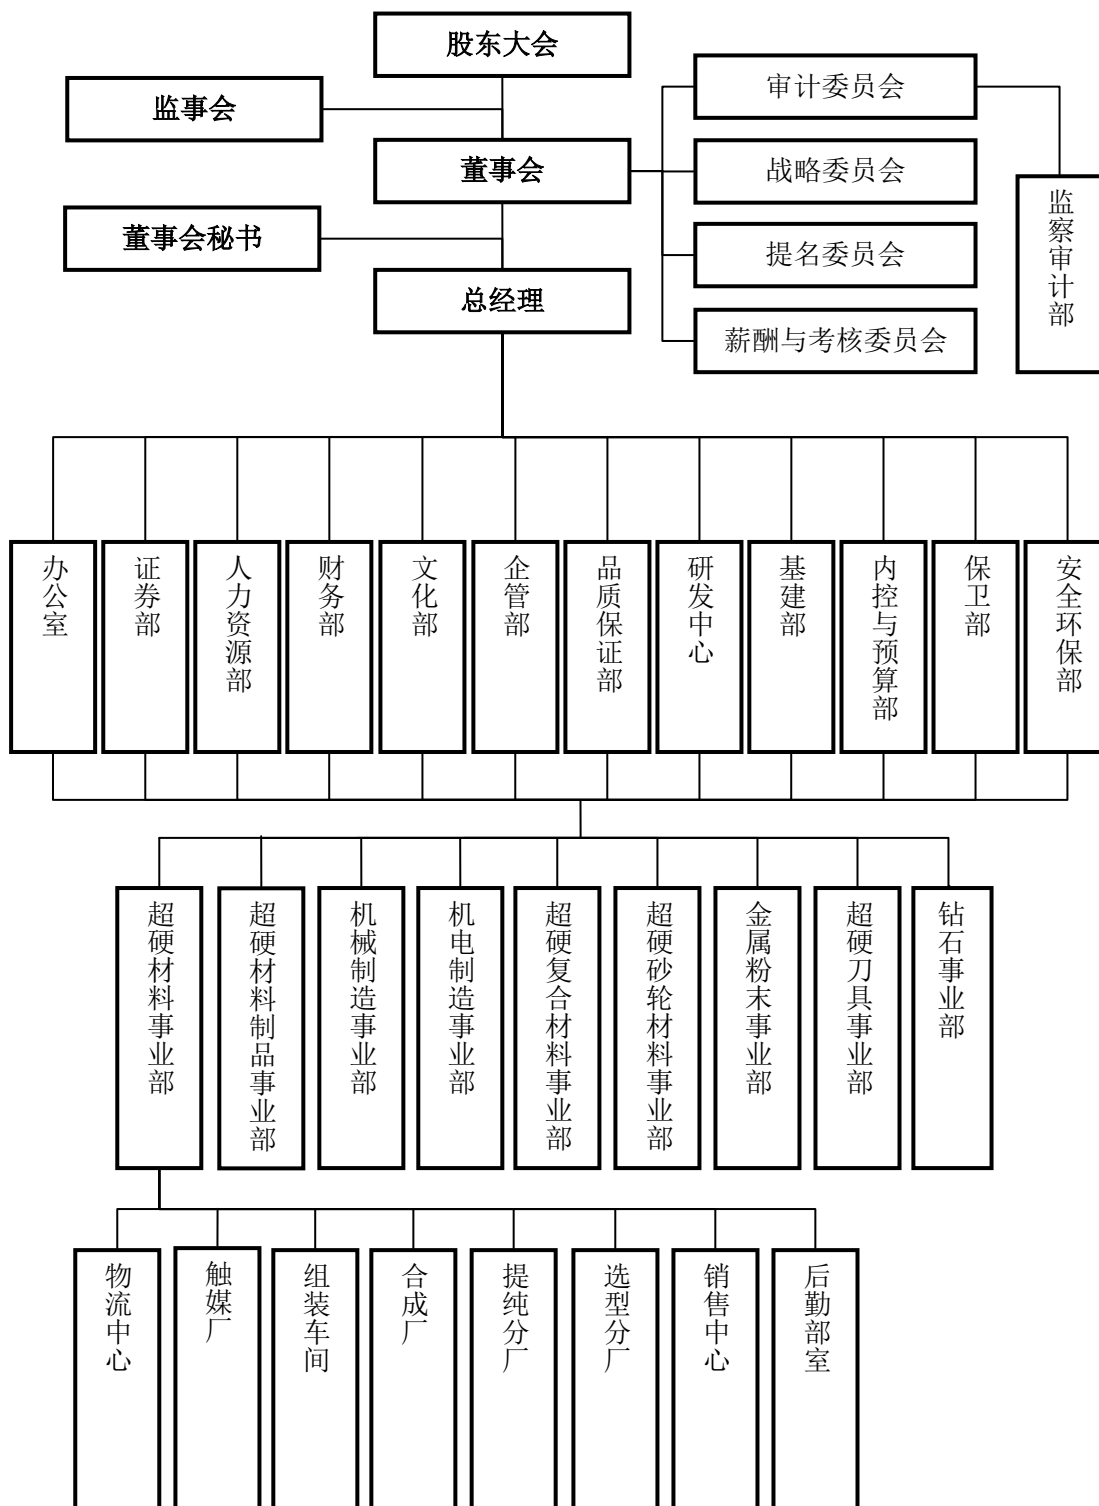 股东大会
监事会
审计委员会
董事会
战略委员会
监察审计部
董事会秘书
提名委员会
总经理
薪酬与考核委员会
办公室
证券部
人力资源部
财务部
文化部
企管部
品质保证部
研发中心
基建部
内控与预算部
保卫部
安全环保部
超硬材料事业部
超硬材料制品事业部
机械制造事业部
机电制造事业部
超硬复合材料事业部
超硬砂轮材料事业部
金属粉末事业部
超硬刀具事业部
钻石事业部
物流中心
触媒厂
组装车间
合成厂
提纯分厂
选型分厂
销售中心
后勤部室